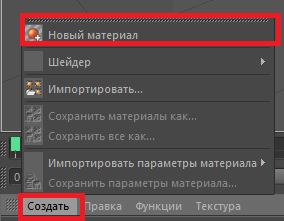 Новый материал
Шейдер
Импортировать...
Сохранить материалы как...
Сохранить все как...
Импортировать параметры материала
Сохранить параметры материала...
0
Создать Правка Функции Текстура